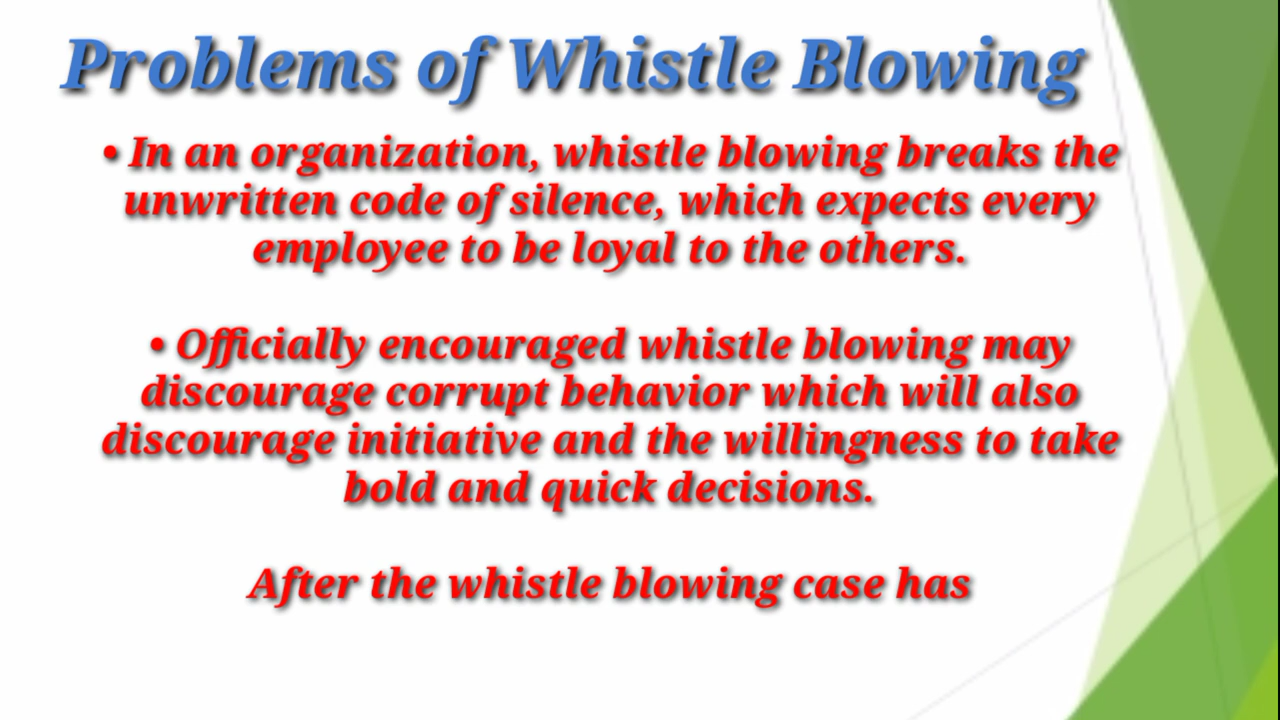 Problems of Whistle Blowing
• In an organization, whistle blowing breaks the
unwritten code of silence, which expects every
employee to be loyal to the others.
• Officially encouraged whistle blowing may
discourage corrupt behavior which will also
discourage initiative and the willingness to take
bold and quick decisions.
After the whistle blowing case has